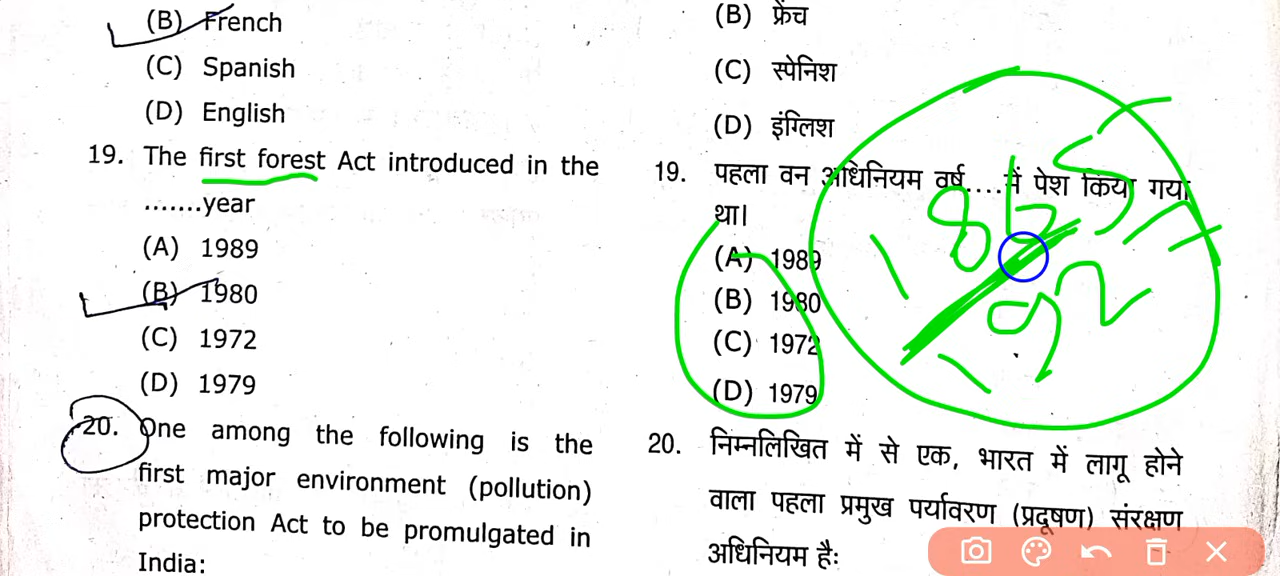 (B) French
(C) Spanish
(D) English
19. The first forest Act introduced in the
.......year
(A) 1989
(B) 1980
(C) 1972
(D) 1979
20. One among the following is the
first major environment (pollution)
protection Act to be promulgated in
India:
(B) फ्रेंच
(C) स्पेनिश
(D) इंग्लिश
19. पहला वन अधिनियम वर्ष....में पेश किया गया
था।
(A) 1989
(B) 1980
(C) 1972
(D) 1979
1865
192
20. निम्नलिखित में से एक, भारत में लागू होने
वाला पहला प्रमुख पर्यावरण (प्रदूषण) संरक्षण
अधिनियम हैः